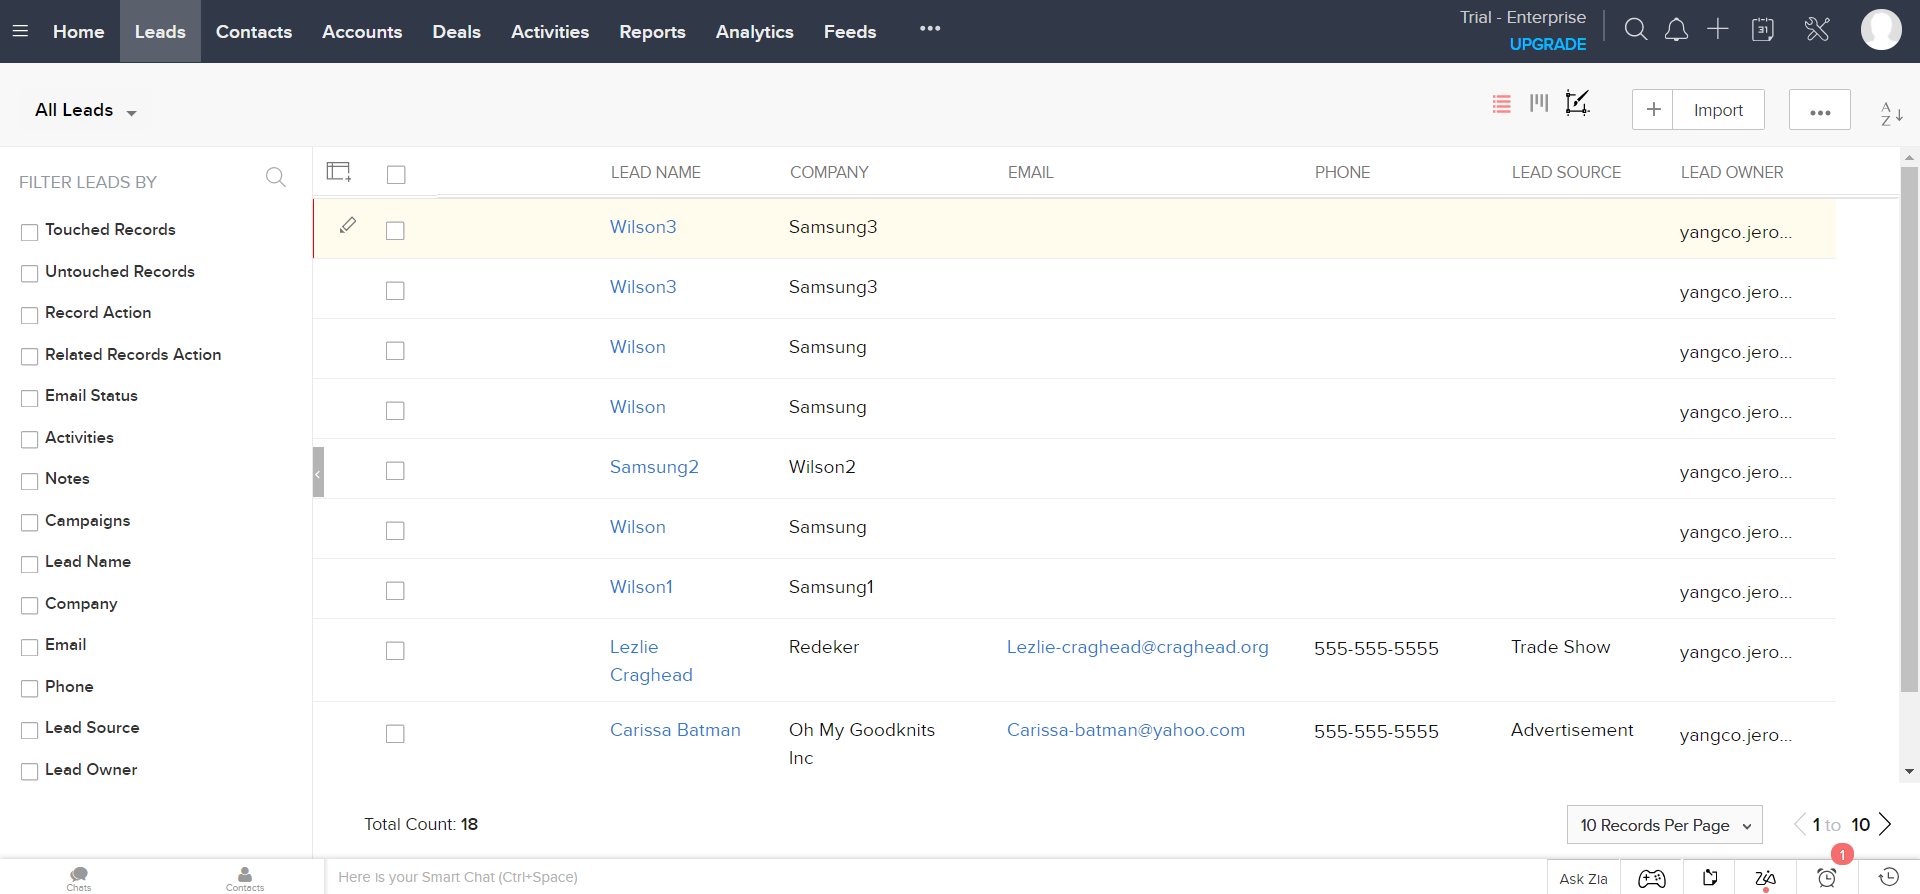 Home Leads Contacts Accounts Deals Activities Reports Analytics Feeds ••• Trial - Enterprise
UPGRADE
31
All Leads
Import
•••
A
Z
FILTER LEADS BY
Touched Records
Untouched Records
Record Action
Related Records Action
Email Status
Activities
Notes
Campaigns
Lead Name
Company
Email
Phone
Lead Source
Lead Owner
LEAD NAME COMPANY EMAIL PHONE LEAD SOURCE LEAD OWNER
Wilson3 Samsung3 yangco.jero...
Wilson3 Samsung3 yangco.jero...
Wilson Samsung yangco.jero...
Wilson Samsung yangco.jero...
Samsung2 Wilson2 yangco.jero...
Wilson Samsung yangco.jero...
Wilson1 Samsung1 yangco.jero...
Lezlie Redeker Lezlie-craghead@craghead.org 555-555-5555 Trade Show yangco.jero...
Craghead
Carissa Batman Oh My Goodknits Carissa-batman@yahoo.com 555-555-5555 Advertisement yangco.jero...
Inc
Total Count: 18
10 Records Per Page
1 to 10
1
Chats
Contacts
Here is your Smart Chat (Ctrl+Space)
Ask Zia